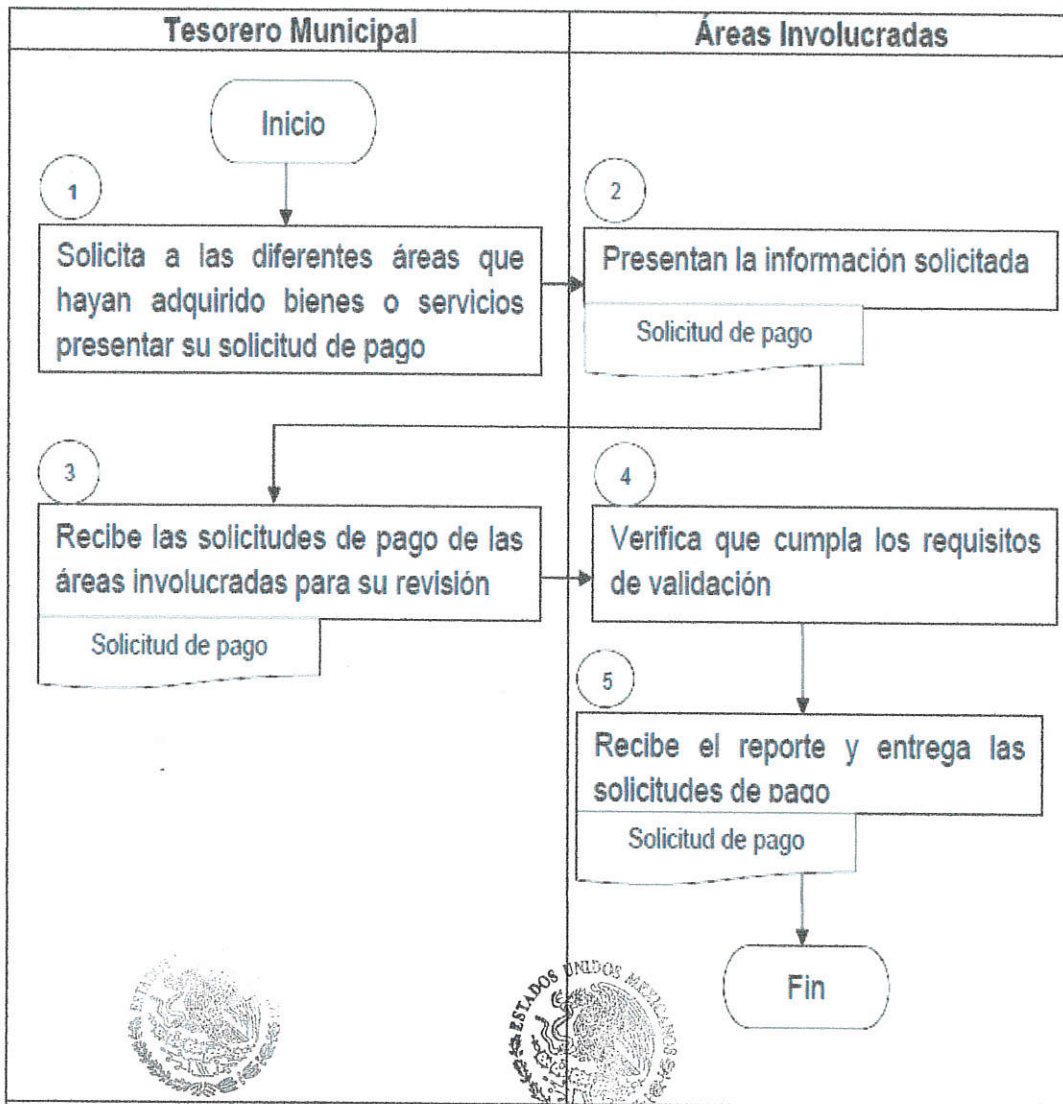 Tesorero Municipal
Áreas Involucradas
Inicio
1
Solicita a las diferentes áreas que
hayan adquirido bienes o servicios
presentar su solicitud de pago
2
Presentan la información solicitada
Solicitud de pago
3
Recibe las solicitudes de pago de las
áreas involucradas para su revisión
Solicitud de pago
4
Verifica que cumpla los requisitos
de validación
5
Recibe el reporte y entrega las
solicitudes de pago
Solicitud de pago
Fin
ESTADOS UNIDOS MEXICANOS